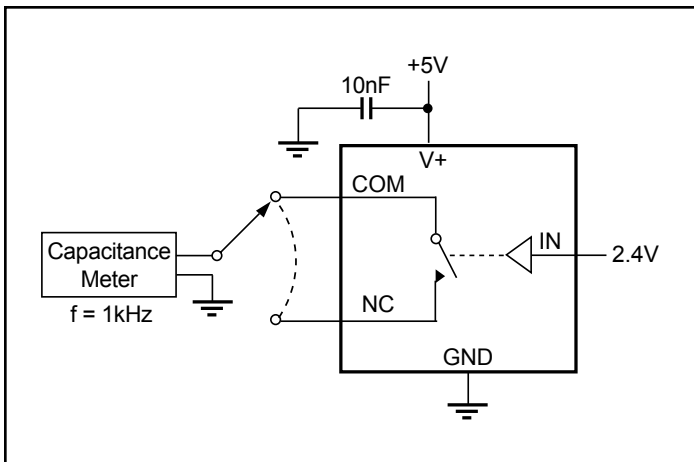 +5V
10nF
V+
COM
IN
2.4V
Capacitance
Meter
f = 1kHz
NC
GND